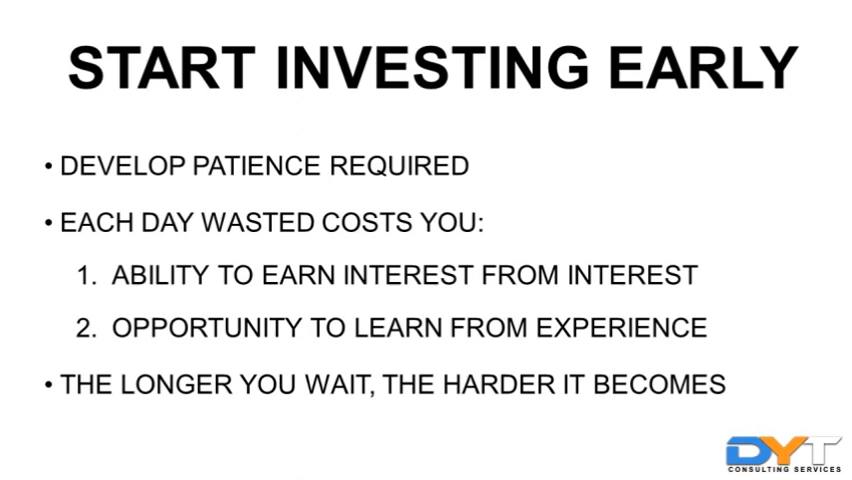 START INVESTING EARLY
• DEVELOP PATIENCE REQUIRED
• EACH DAY WASTED COSTS YOU:
1. ABILITY TO EARN INTEREST FROM INTEREST
2. OPPORTUNITY TO LEARN FROM EXPERIENCE
• THE LONGER YOU WAIT, THE HARDER IT BECOMES
DYT
CONSULTING SERVICES